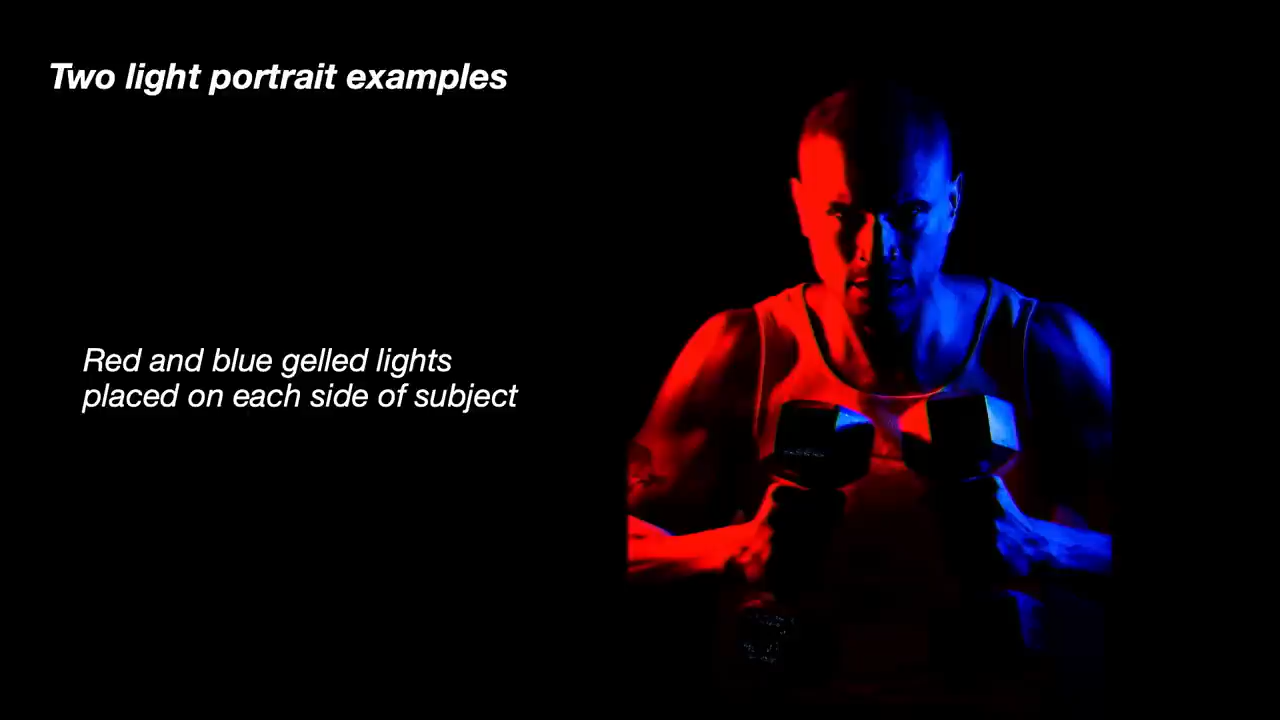 Two light portrait examples
Red and blue gelled lights
placed on each side of subject